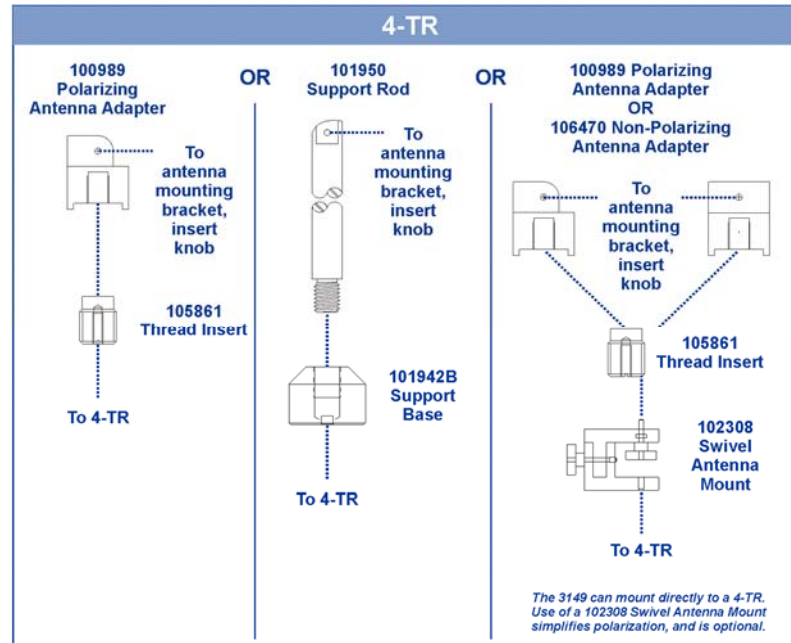 4-TR
100989
Polarizing
Antenna Adapter
To
antenna
mounting
bracket,
insert
knob
105861
Thread Insert
To 4-TR
OR
101950
Support Rod
To
antenna
mounting
bracket,
insert
knob
101942B
Support
Base
To 4-TR
OR
100989 Polarizing
Antenna Adapter
OR
106470 Non-Polarizing
Antenna Adapter
To
antenna
mounting
bracket,
insert
knob
105861
Thread Insert
102308
Swivel
Antenna
Mount
To 4-TR
The 3149 can mount directly to a 4-TR.
Use of a 102308 Swivel Antenna Mount
simplifies polarization, and is optional.